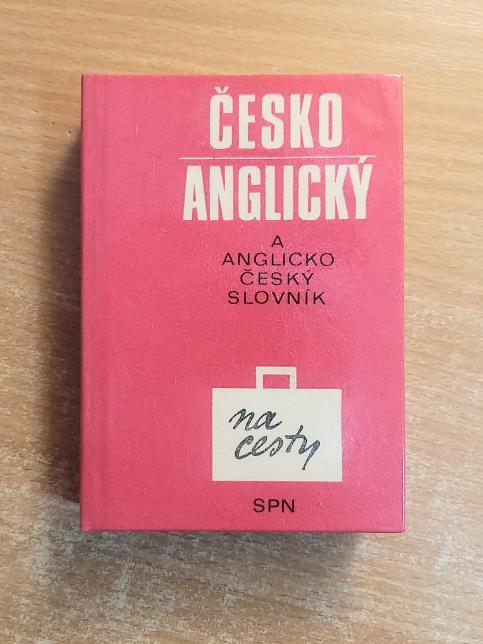 ČESKO
ANGLICKÝ
A
ANGLICKO
ČESKÝ
SLOVNÍK
na
cesty
SPN